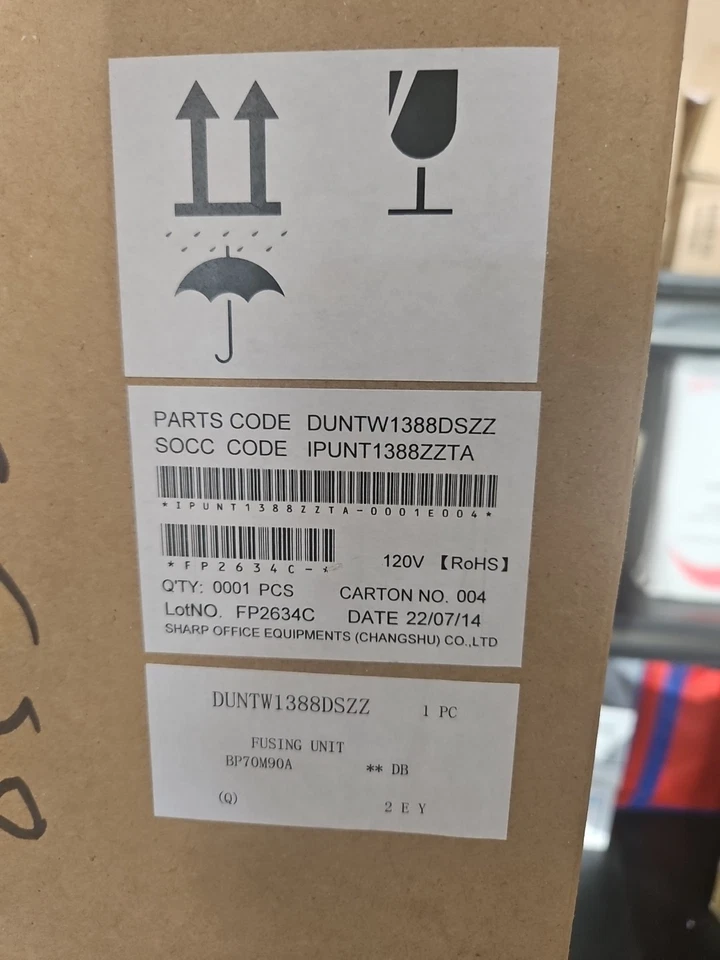 PARTS CODE DUNTW1388DSZZ
SOCC CODE IPUNT1388ZZTA
*IPUNT1388ZZTA-0001E004*
*FP2634C-*
120V 【RoHS】
Q'TY: 0001 PCS CARTON NO. 004
LotNO. FP2634C DATE 22/07/14
SHARP OFFICE EQUIPMENTS (CHANGSHU) CO.,LTD
DUNTW1388DSZZ 1 PC
FUSING UNIT
BP70M90A ** DB
(Q) 2 E Y